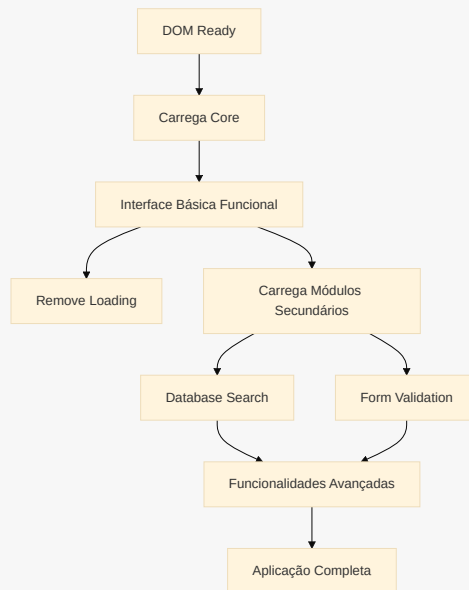 DOM Ready
Carrega Core
Interface Básica Funcional
Remove Loading
Carrega Módulos
Secundários
Database Search
Form Validation
Funcionalidades Avançadas
Aplicação Completa